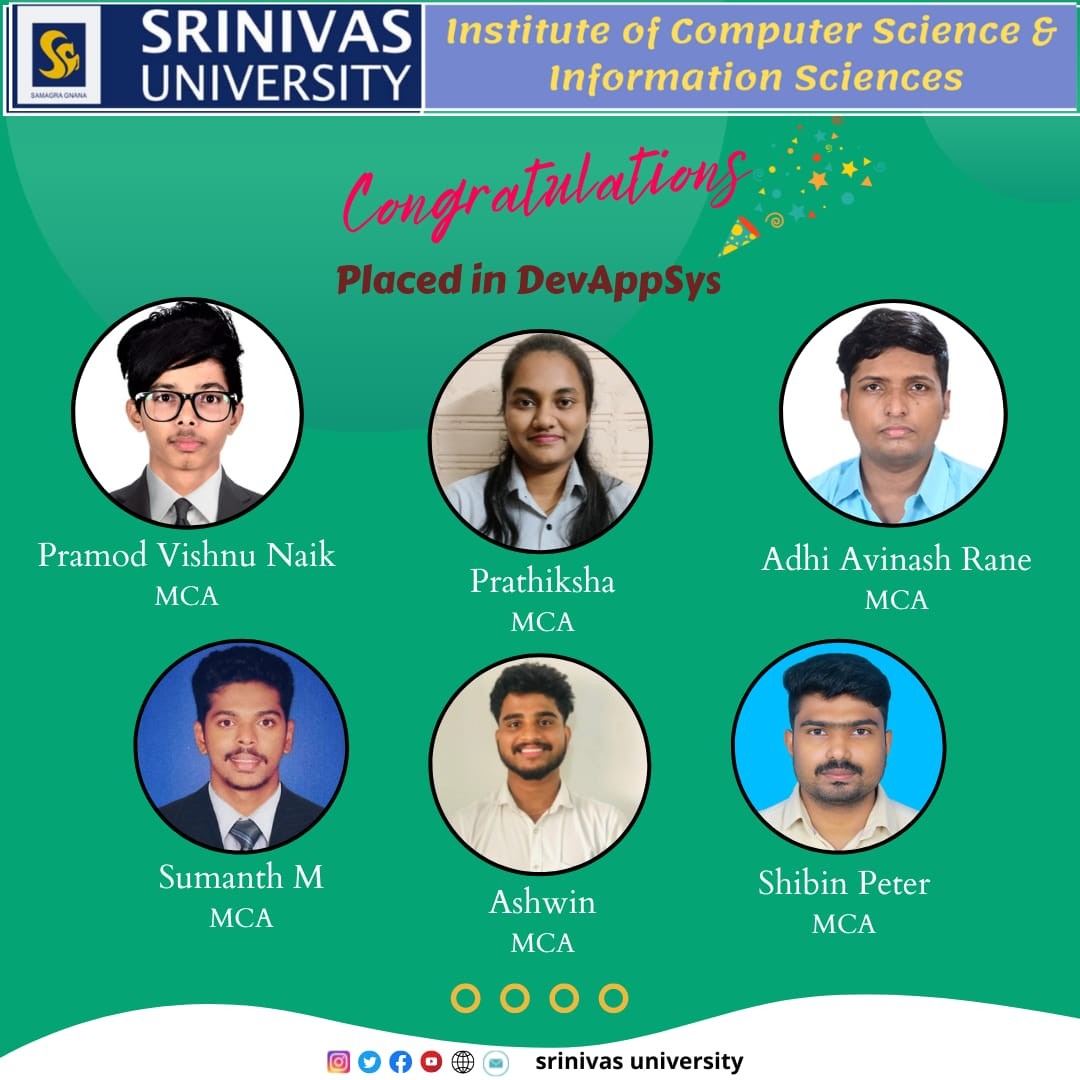 SRINIVAS
UNIVERSITY
SAMAGRA GNANA
Institute of Computer Science &
Information Sciences
Congratulations
Placed in DevAppSys
Pramod Vishnu Naik
MCA
Prathiksha
MCA
Adhi Avinash Rane
MCA
Sumanth M
MCA
Ashwin
MCA
Shibin Peter
MCA
srinivas university